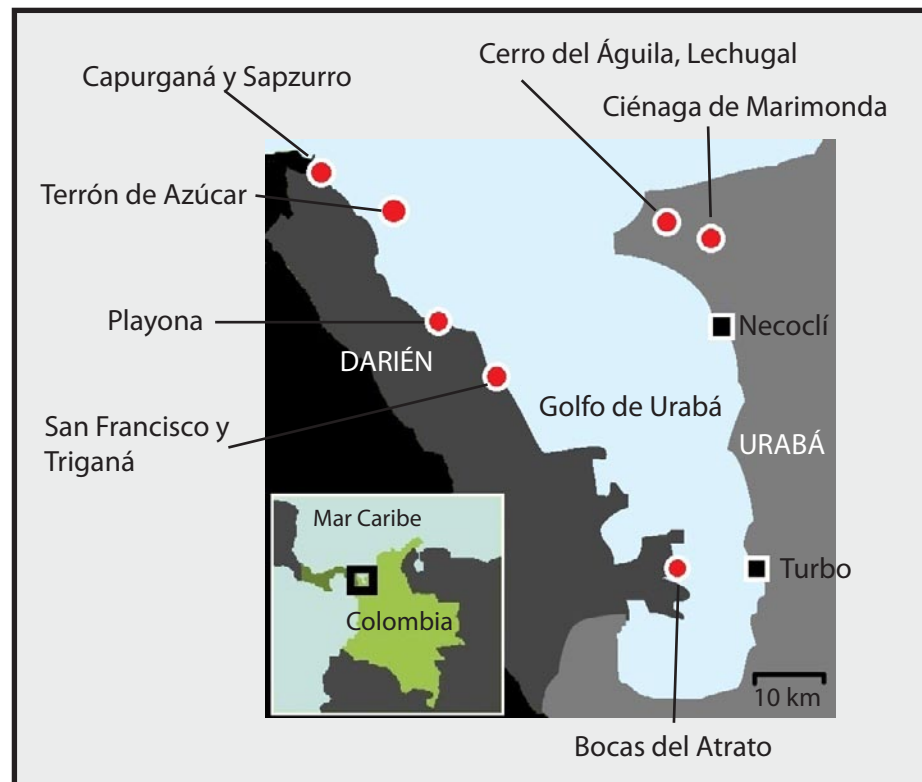 Cerro del Águila, Lechugal
Capurganá y Sapzurro
Ciénaga de Marimonda
Terrón de Azúcar
Playona
Necoclí
DARIÉN
Golfo de Urabá
San Francisco y
Triganá
URABÁ
Mar Caribe
Turbo
Colombia
10 km
Bocas del Atrato